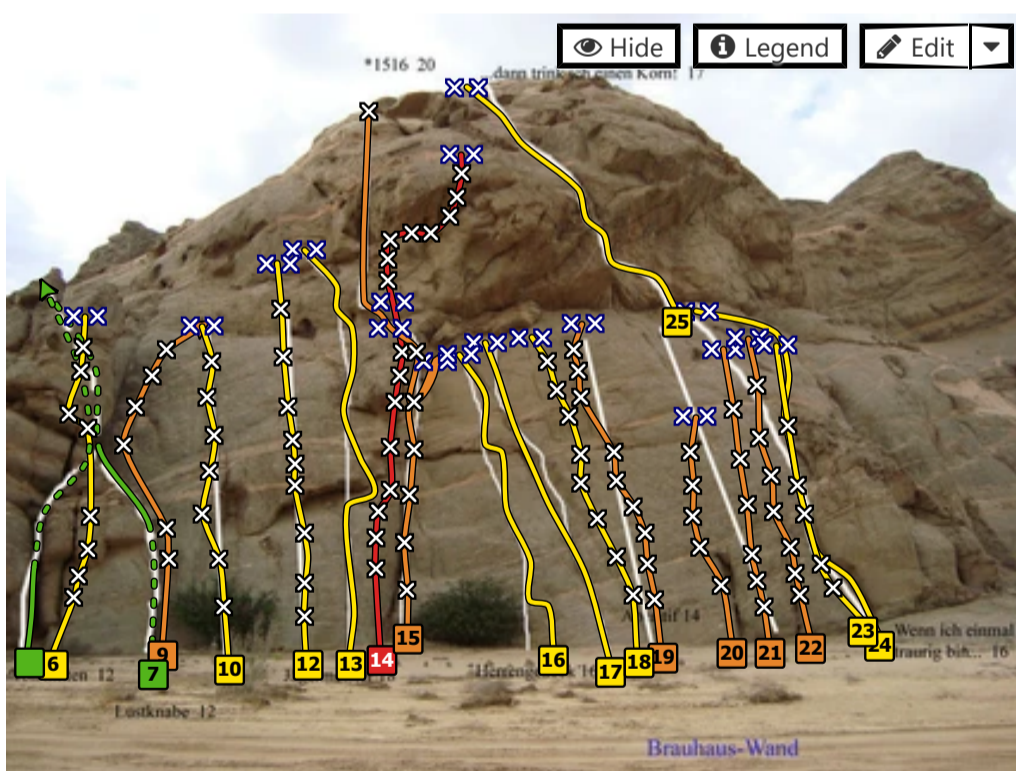 Hide
Legend
Edit
*1516 20
...dann trink ich einen Korn! 17
25
6
7
9
10
12
13
14
15
16
17
18
19
20
21
22
23
24
14
Wenn ich einmal
traurig bin... 16
12
Lustknabe 12
Brauhaus-Wand